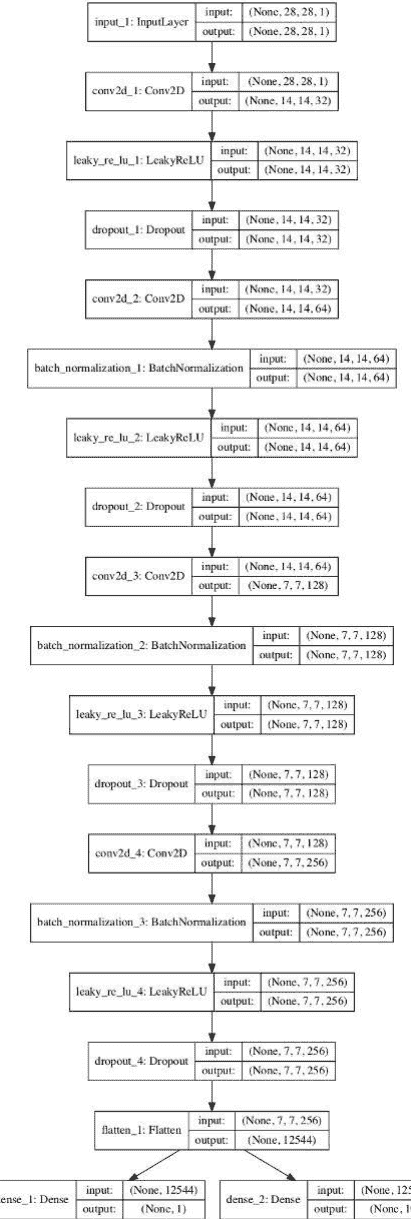 input_1: InputLayer
input: (None, 28, 28, 1)
output: (None, 28, 28, 1)
conv2d_1: Conv2D
input: (None, 28, 28, 1)
output: (None, 14, 14, 32)
leaky_re_lu_1: LeakyReLU
input: (None, 14, 14, 32)
output: (None, 14, 14, 32)
dropout_1: Dropout
input: (None, 14, 14, 32)
output: (None, 14, 14, 32)
conv2d_2: Conv2D
input: (None, 14, 14, 32)
output: (None, 14, 14, 64)
batch_normalization_1: BatchNormalization
input: (None, 14, 14, 64)
output: (None, 14, 14, 64)
leaky_re_lu_2: LeakyReLU
input: (None, 14, 14, 64)
output: (None, 14, 14, 64)
dropout_2: Dropout
input: (None, 14, 14, 64)
output: (None, 14, 14, 64)
conv2d_3: Conv2D
input: (None, 14, 14, 64)
output: (None, 7, 7, 128)
batch_normalization_2: BatchNormalization
input: (None, 7, 7, 128)
output: (None, 7, 7, 128)
leaky_re_lu_3: LeakyReLU
input: (None, 7, 7, 128)
output: (None, 7, 7, 128)
dropout_3: Dropout
input: (None, 7, 7, 128)
output: (None, 7, 7, 128)
conv2d_4: Conv2D
input: (None, 7, 7, 128)
output: (None, 7, 7, 256)
batch_normalization_3: BatchNormalization
input: (None, 7, 7, 256)
output: (None, 7, 7, 256)
leaky_re_lu_4: LeakyReLU
input: (None, 7, 7, 256)
output: (None, 7, 7, 256)
dropout_4: Dropout
input: (None, 7, 7, 256)
output: (None, 7, 7, 256)
flatten_1: Flatten
input: (None, 7, 7, 256)
output: (None, 12544)
ense_1: Dense
input: (None, 12544)
output: (None, 1)
dense_2: Dense
input: (None,
output: (None,